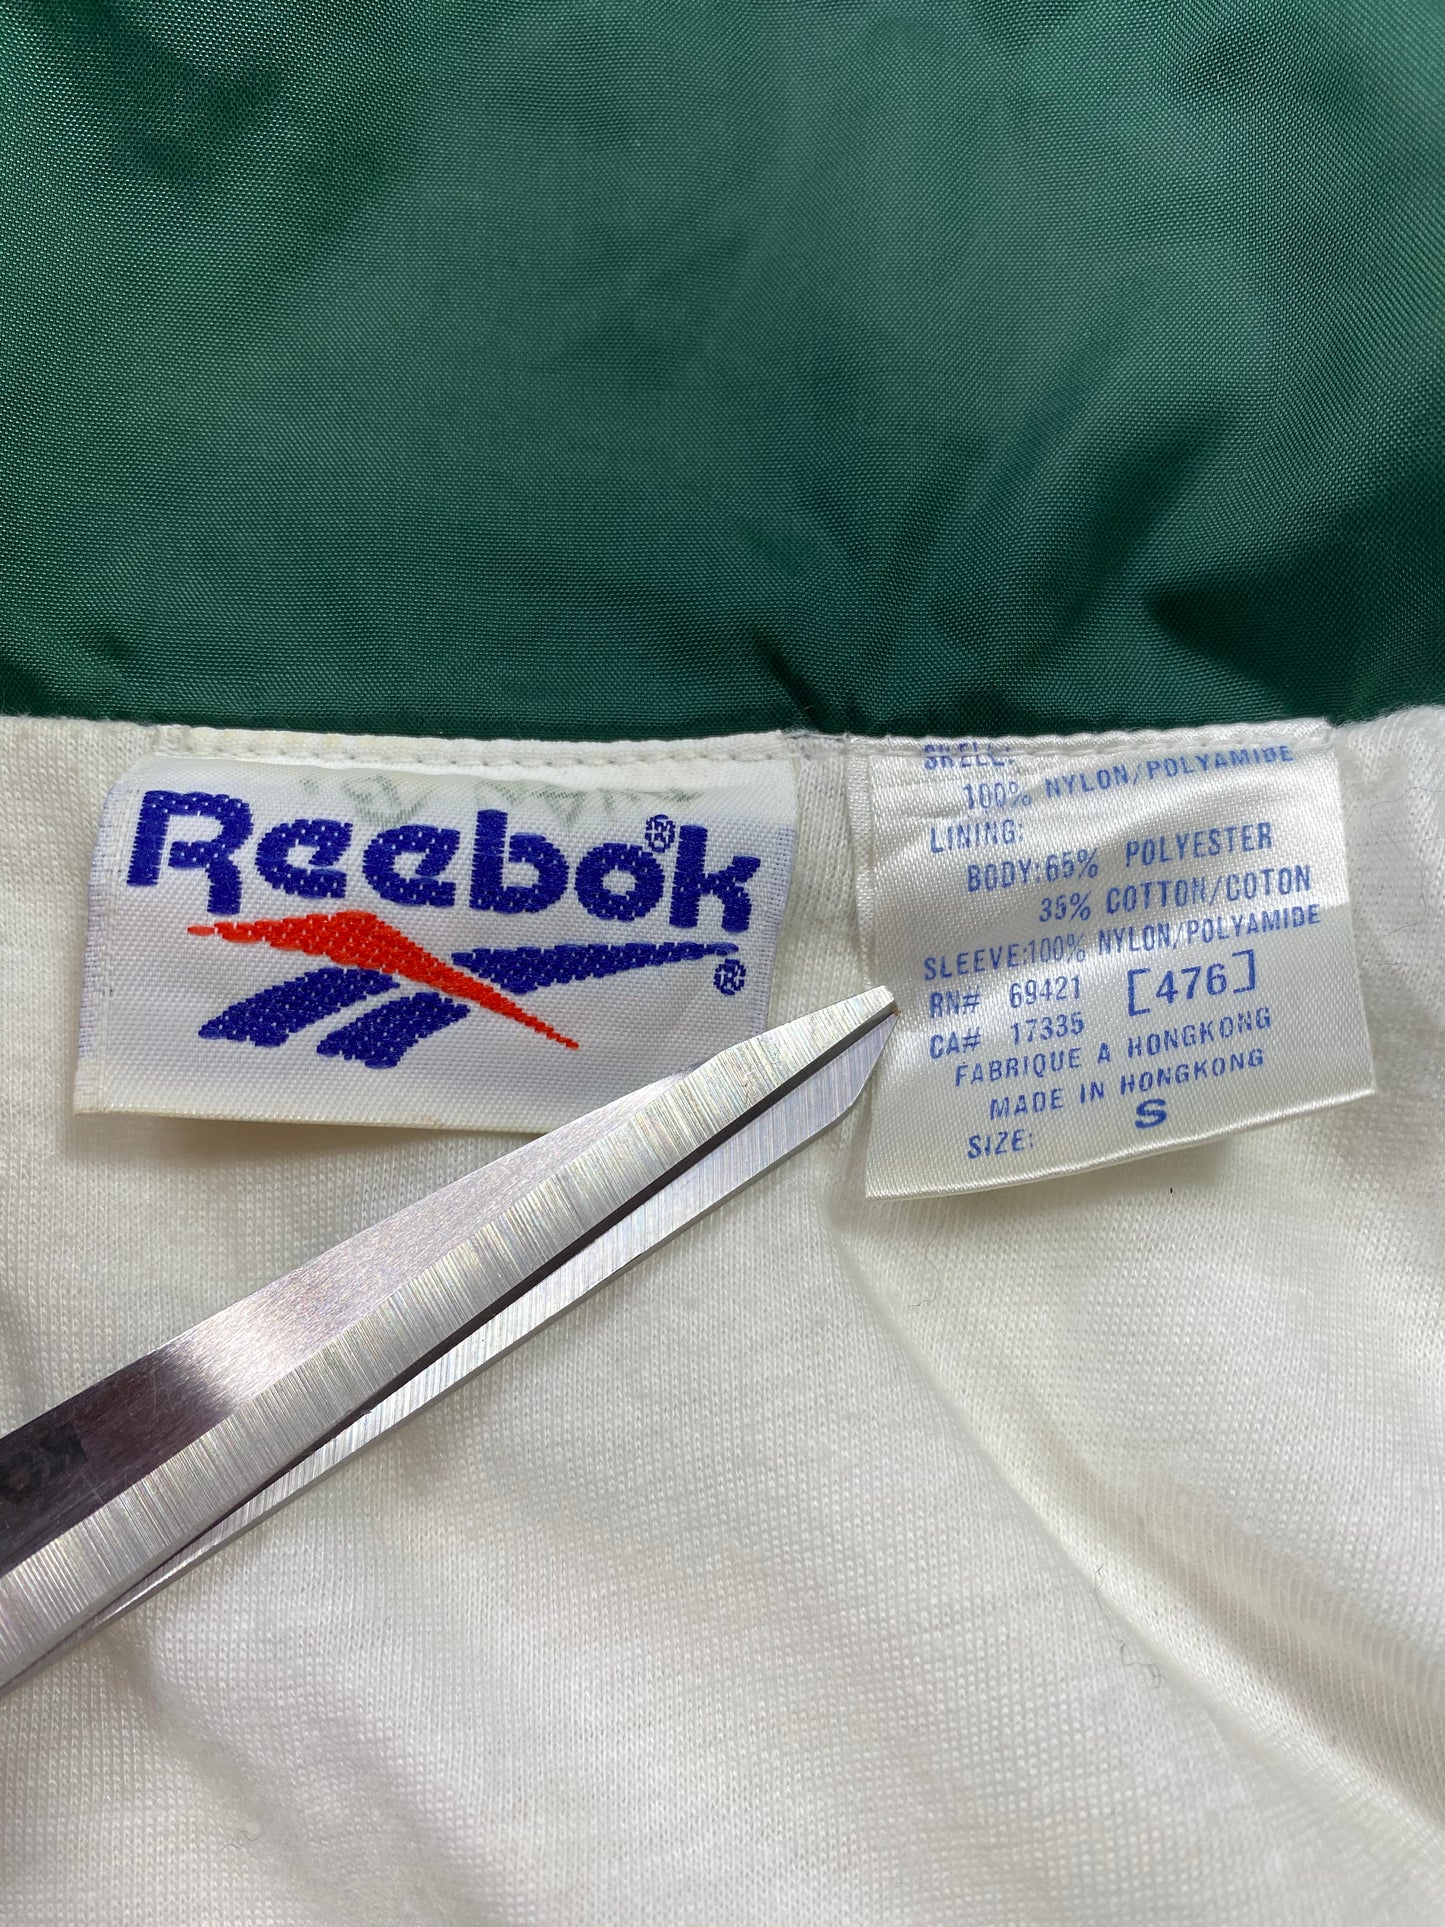 Reebok®
®
SHELL:
100% NYLON/POLYAMIDE
LINING:
BODY:65% POLYESTER
35% COTTON/COTON
SLEEVE:100% NYLON/POLYAMIDE
RN# 69421 [476]
CA# 17335
FABRIQUE A HONGKONG
MADE IN HONGKONG
SIZE: S